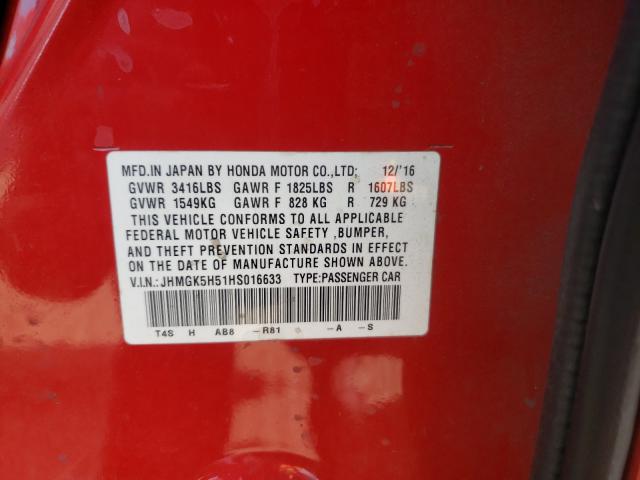 MFD.IN JAPAN BY HONDA MOTOR CO.,LTD; 12/'16
GVWR 3416LBS GAWR F 1825LBS R 1607LBS
GVWR 1549KG GAWR F 828 KG R 729 KG
THIS VEHICLE CONFORMS TO ALL APPLICABLE
FEDERAL MOTOR VEHICLE SAFETY ,BUMPER,
AND THEFT PREVENTION STANDARDS IN EFFECT
ON THE DATE OF MANUFACTURE SHOWN ABOVE.
V.I.N.:JHMGK5H51HS016633 TYPE:PASSENGER CAR
T4S H AB8 -R81 -A -S